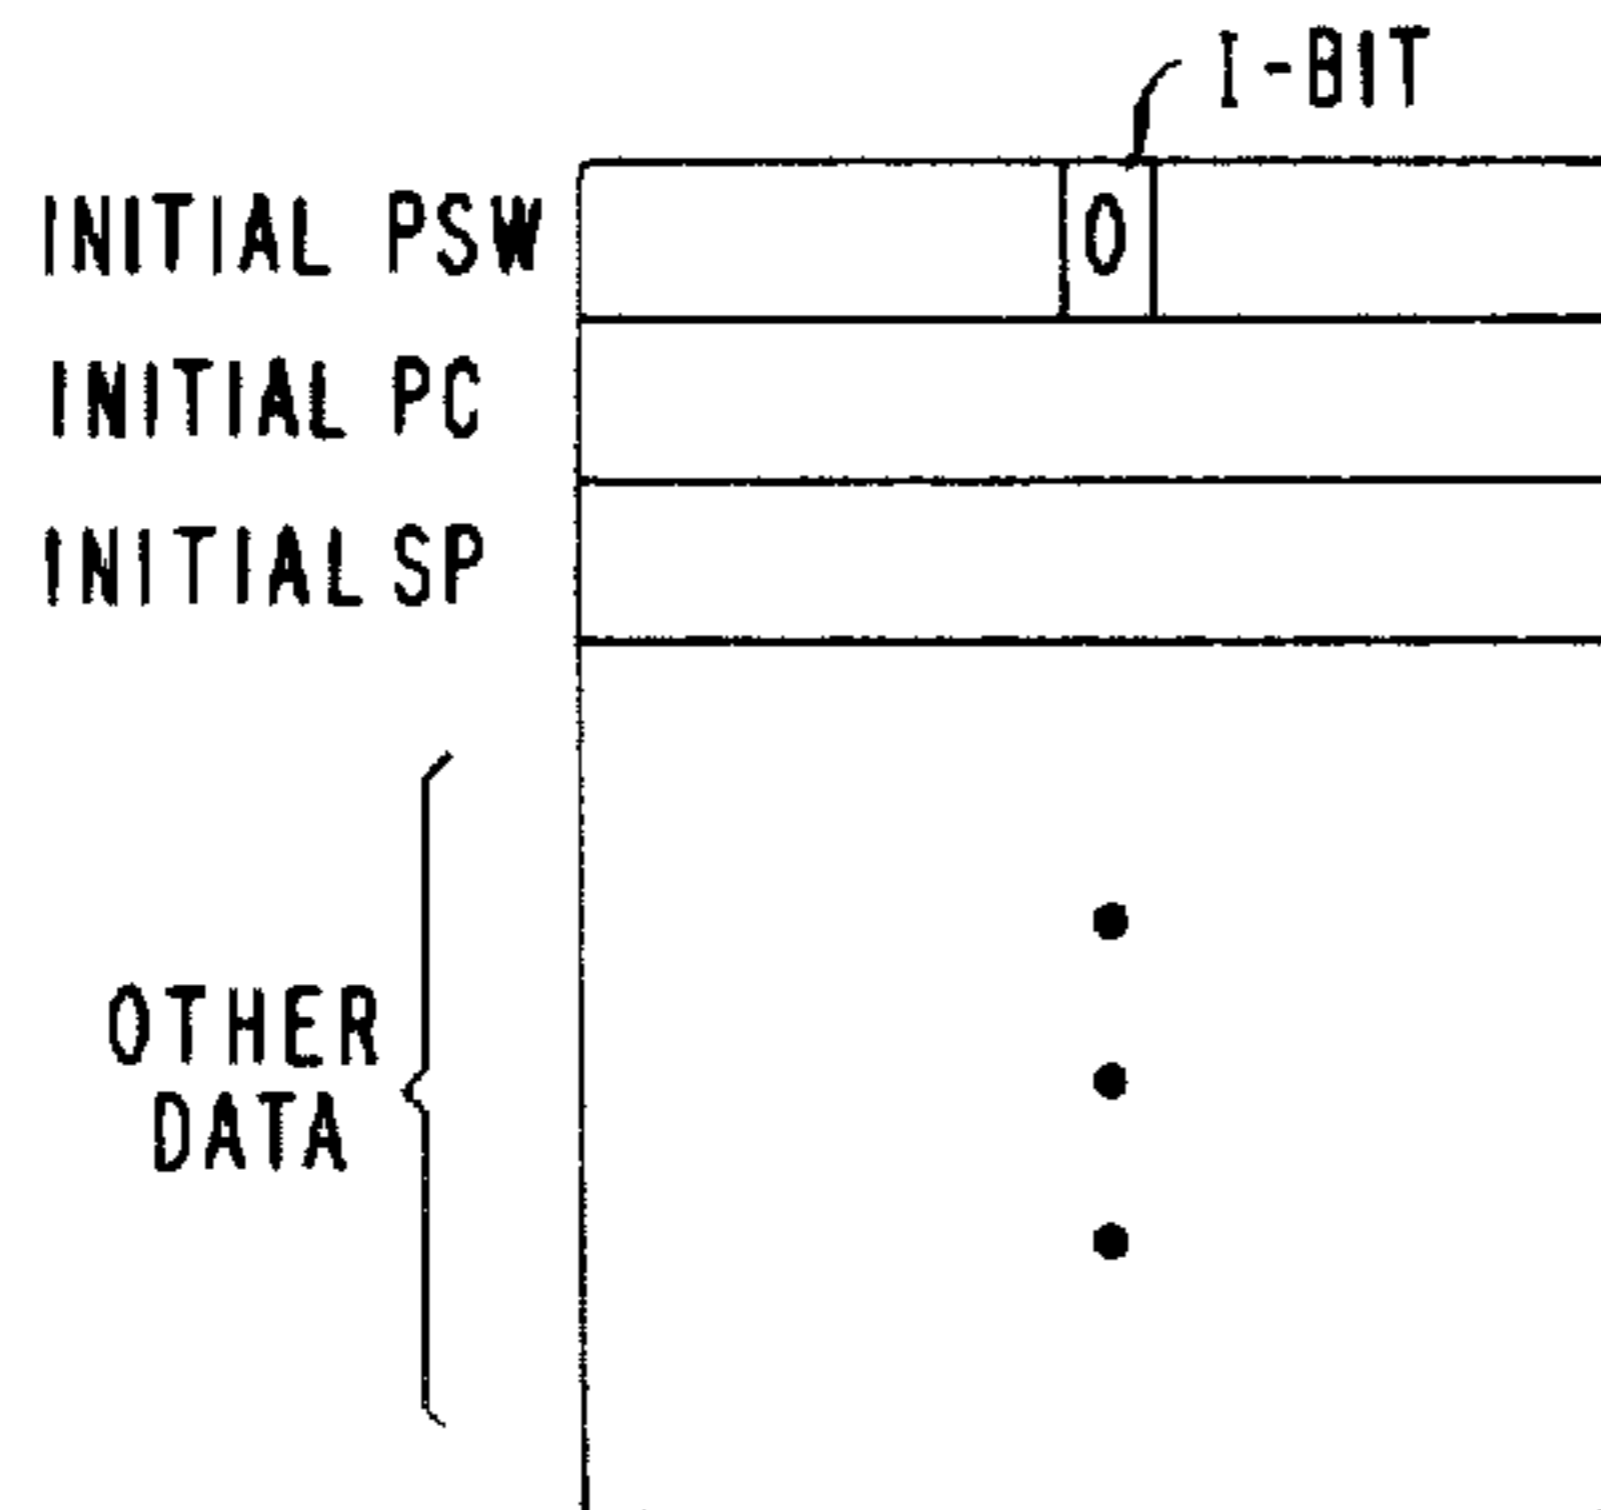 I-BIT
INITIAL PSW 0
INITIAL PC
INITIAL SP
OTHER
DATA